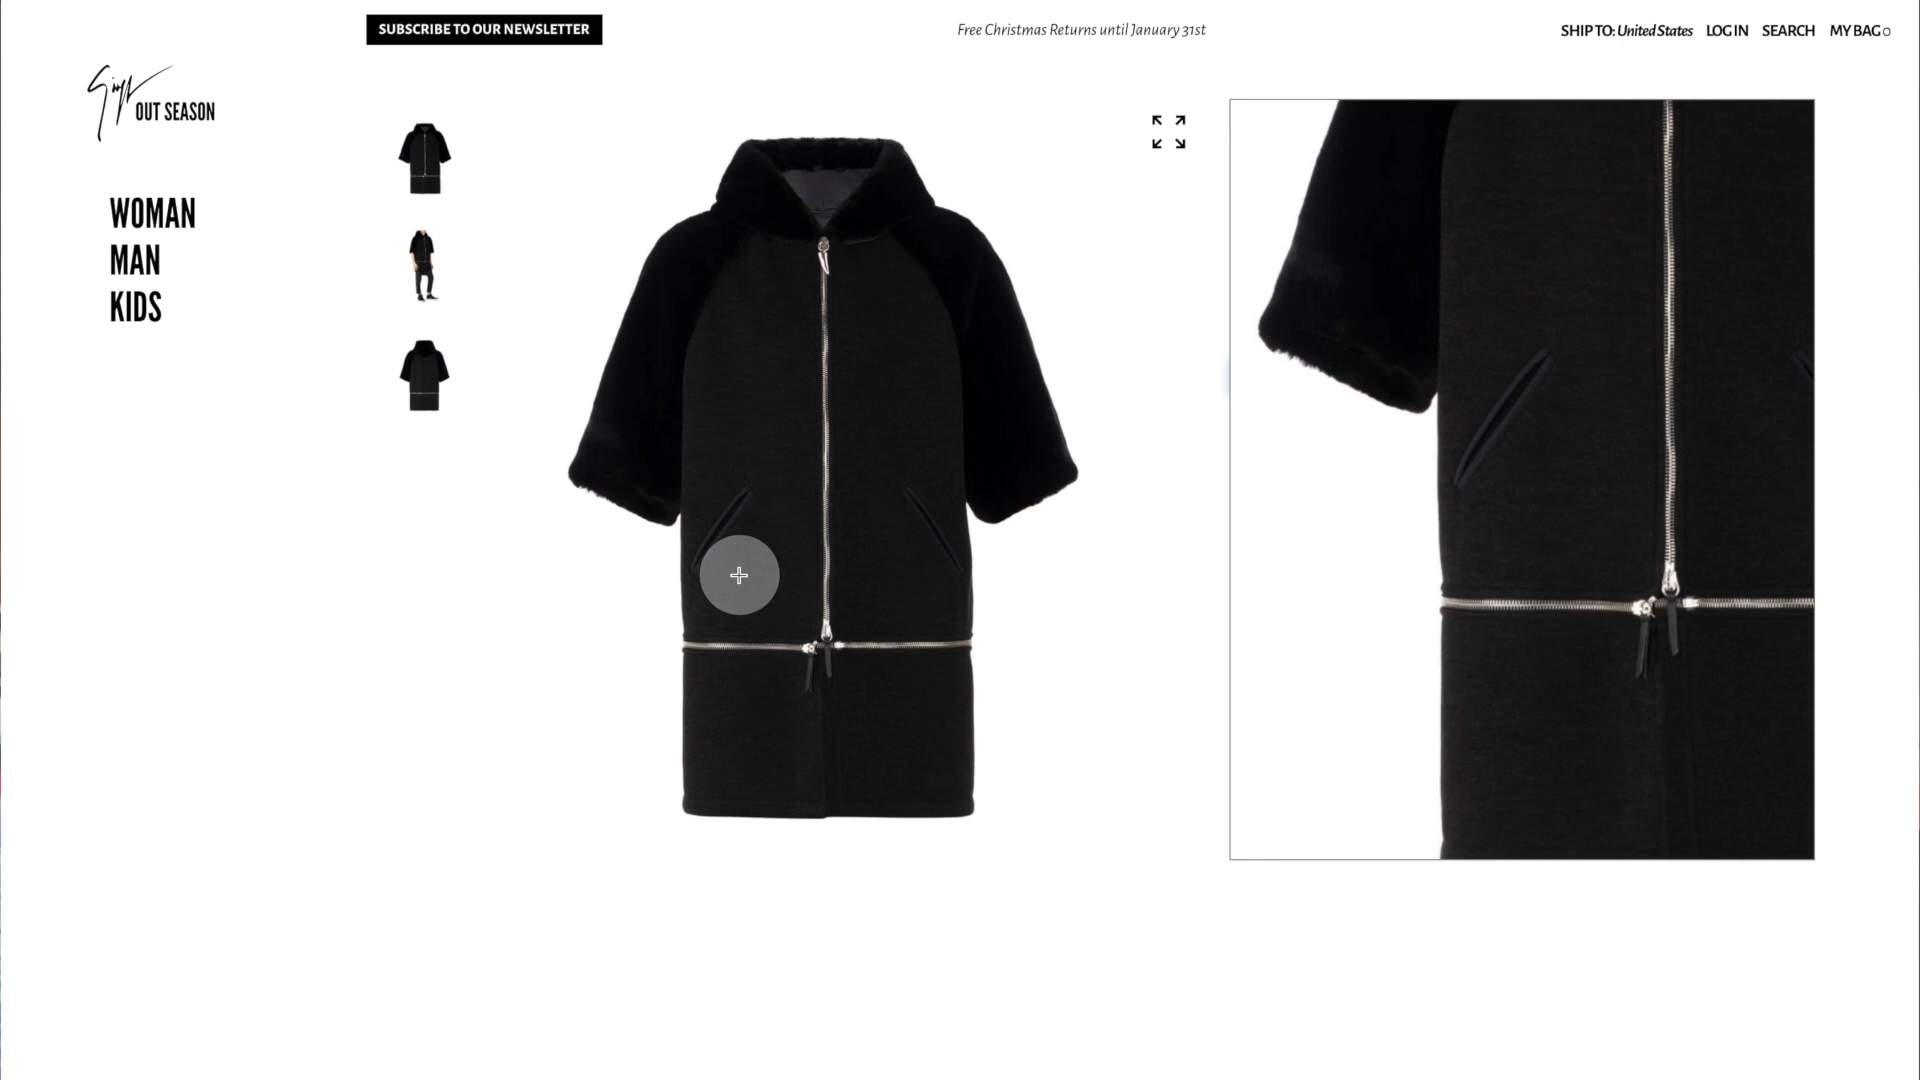 SUBSCRIBE TO OUR NEWSLETTER
Free Christmas Returns until January 31st
SHIP TO: United States LOG IN SEARCH MY BAG 0
OUT SEASON
WOMAN
MAN
KIDS